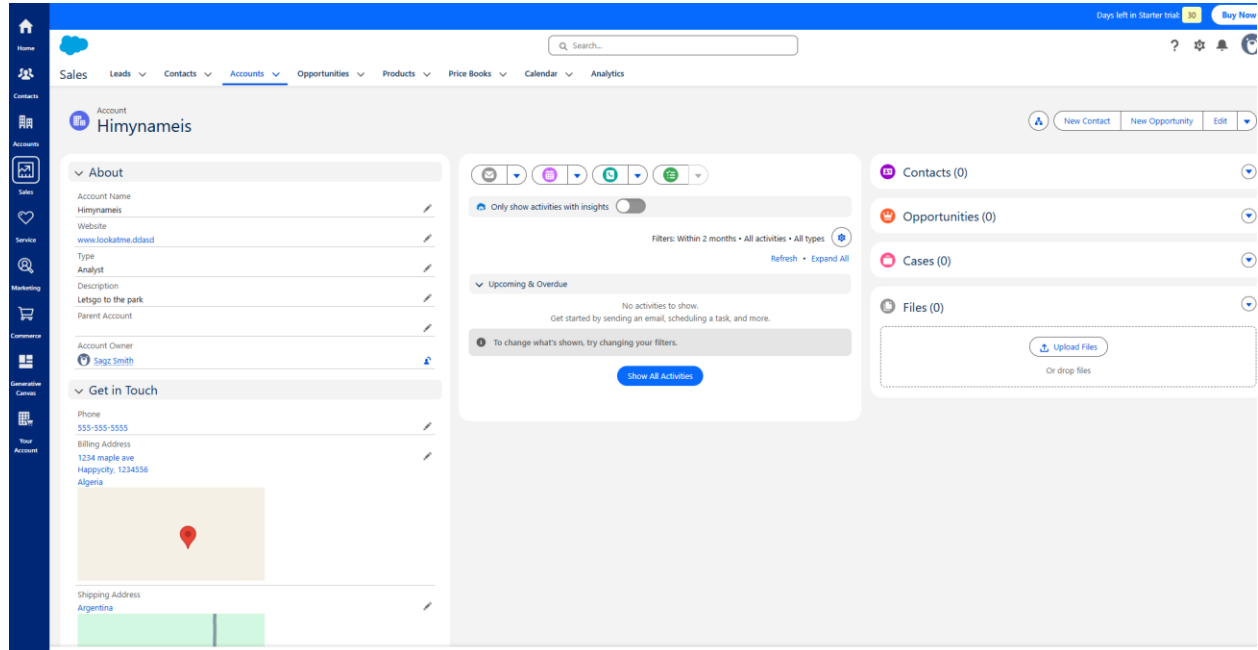 Days left in Starter trial: 30 Buy Now
Home
Search...
Sales Leads Contacts Accounts Opportunities Products Price Books Calendar Analytics
Contacts
Accounts
Sales
Service
Marketing
Commerce
Generative
Canvas
Your
Account
Account
Himynameis
New Contact New Opportunity Edit
About
Account Name
Himynameis
Website
www.lookatme.ddasd
Type
Analyst
Description
Letsgo to the park
Parent Account
Account Owner
Sagz Smith
Get in Touch
Phone
555-555-5555
Billing Address
1234 maple ave
Happycity, 1234556
Algeria
Shipping Address
Argentina
Only show activities with insights
Filters: Within 2 months • All activities • All types
Refresh • Expand All
Upcoming & Overdue
No activities to show.
Get started by sending an email, scheduling a task, and more.
To change what's shown, try changing your filters.
Show All Activities
Contacts (0)
Opportunities (0)
Cases (0)
Files (0)
Upload Files
Or drop files